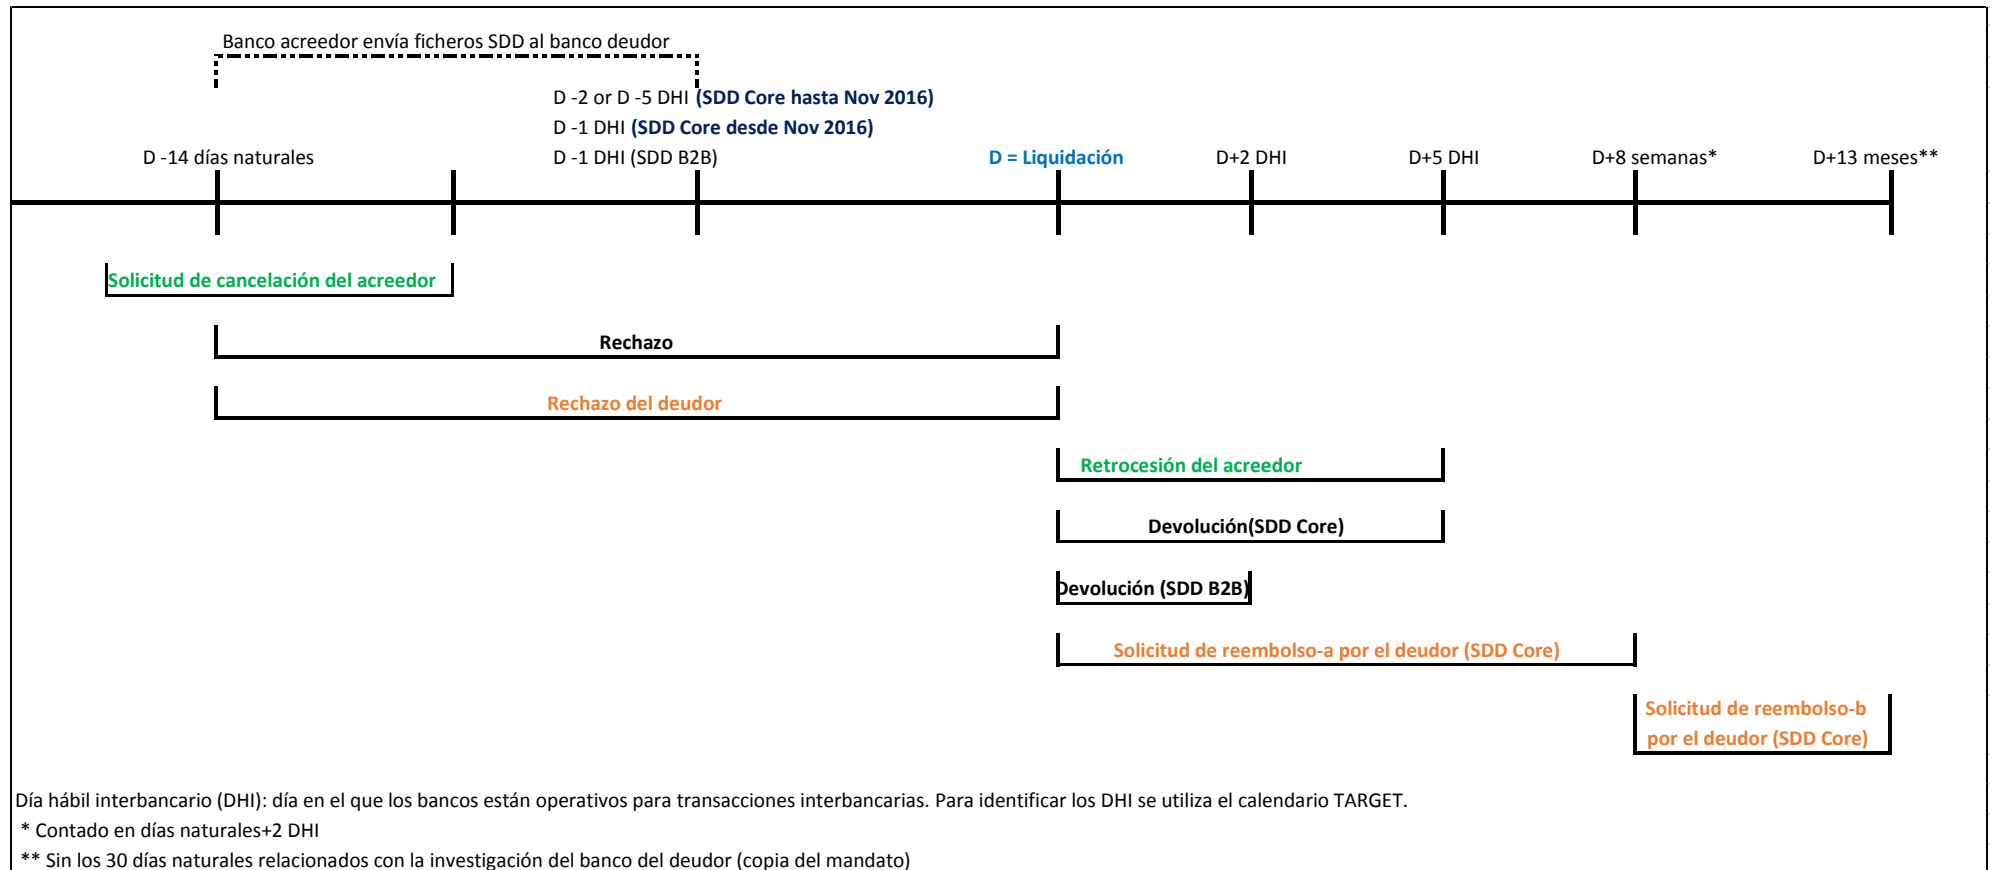 Banco acreedor envía ficheros SDD al banco deudor
D -2 or D -5 DHI (SDD Core hasta Nov 2016)
D -1 DHI (SDD Core desde Nov 2016)
D -14 días naturales
D -1 DHI (SDD B2B)
D = Liquidación
D+2 DHI
D+5 DHI
D+8 semanas*
D+13 meses**
Solicitud de cancelación del acreedor
Rechazo
Rechazo del deudor
Retrocesión del acreedor
Devolución(SDD Core)
Devolución (SDD B2B)
Solicitud de reembolso-a por el deudor (SDD Core)
Solicitud de reembolso-b
por el deudor (SDD Core)
Día hábil interbancario (DHI): día en el que los bancos están operativos para transacciones interbancarias. Para identificar los DHI se utiliza el calendario TARGET.
* Contado en días naturales+2 DHI
** Sin los 30 días naturales relacionados con la investigación del banco del deudor (copia del mandato)